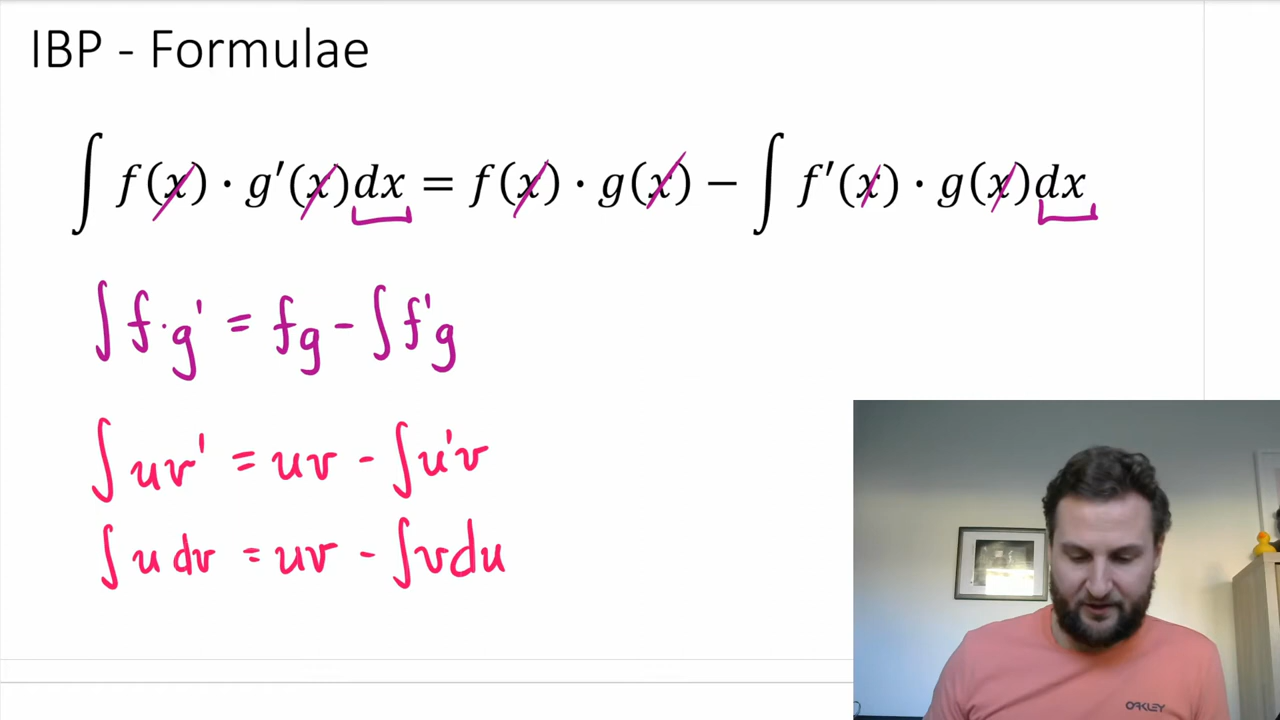 IBP - Formulae
∫ f(x) · g′(x)dx = f(x) · g(x) − ∫ f′(x) · g(x)dx
∫ f·g' = fg - ∫ f'g
∫ uv' = uv - ∫ u'v
∫ u dv = uv - ∫ v du
OAKLEY